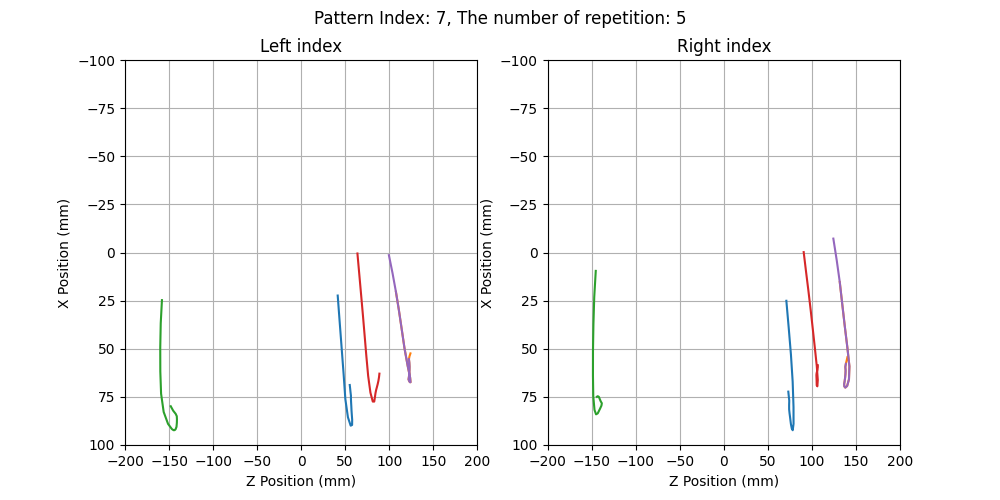 Pattern Index: 7, The number of repetition: 5
Left index
Right index
−100
−75
−50
−25
0
25
50
75
100
−200 −150 −100 −50 0 50 100 150 200
X Position (mm)
Z Position (mm)
−100
−75
−50
−25
0
25
50
75
100
−200 −150 −100 −50 0 50 100 150 200
X Position (mm)
Z Position (mm)